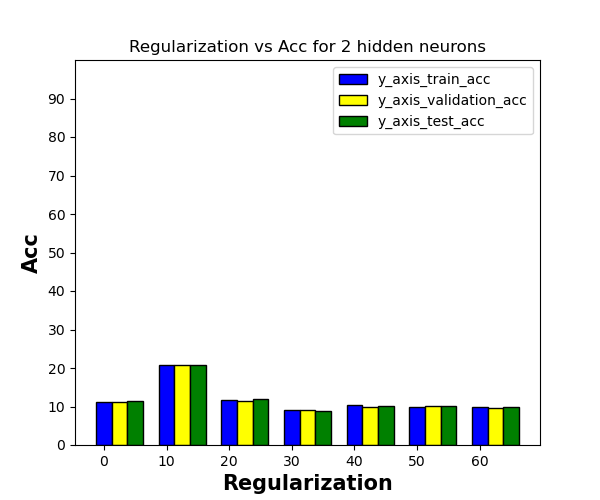 Regularization vs Acc for 2 hidden neurons
y_axis_train_acc
y_axis_validation_acc
y_axis_test_acc
90
80
70
60
50
40
30
20
10
0
Acc
0 10 20 30 40 50 60
Regularization